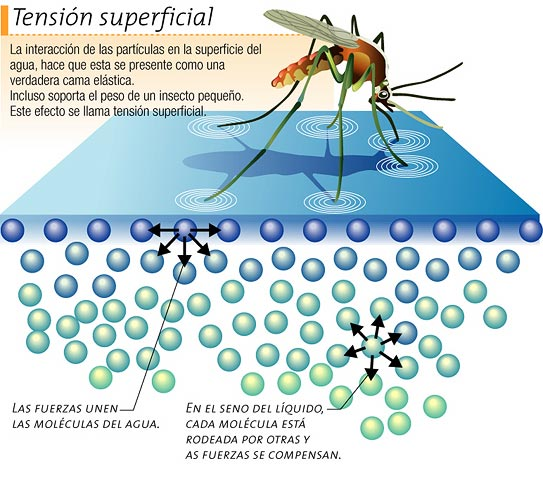 Tensión superficial
La interacción de las partículas en la superficie del
agua, hace que esta se presente como una
verdadera cama elástica.
Incluso soporta el peso de un insecto pequeño.
Este efecto se llama tensión superficial.
LAS FUERZAS UNEN
LAS MOLÉCULAS DEL AGUA.
EN EL SENO DEL LÍQUIDO,
CADA MOLÉCULA ESTÁ
RODEADA POR OTRAS Y
AS FUERZAS SE COMPENSAN.